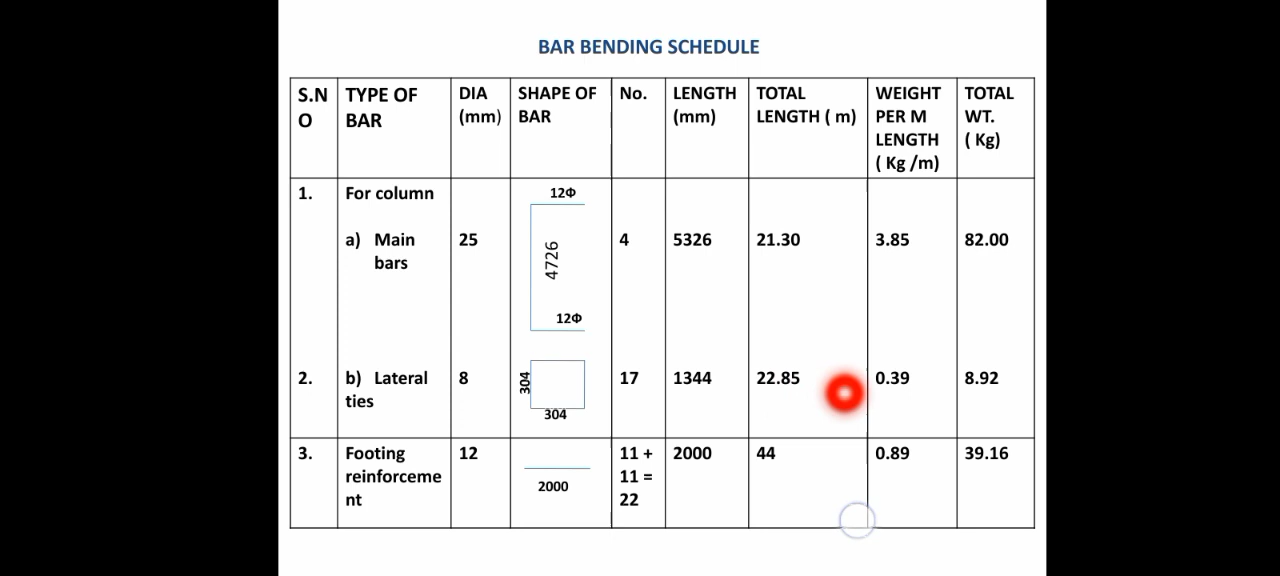 BAR BENDING SCHEDULE
S.N
O
TYPE OF
BAR
DIA
(mm)
SHAPE OF
BAR
No.
LENGTH
(mm)
TOTAL
LENGTH ( m)
WEIGHT
PER M
LENGTH
( Kg /m)
TOTAL
WT.
( Kg)
1.
For column
a) Main
bars
25
12Φ
4726
12Φ
4
5326
21.30
3.85
82.00
2.
b) Lateral
ties
8
304
304
17
1344
22.85
0.39
8.92
3.
Footing
reinforceme
nt
12
2000
11 +
11 =
22
2000
44
0.89
39.16